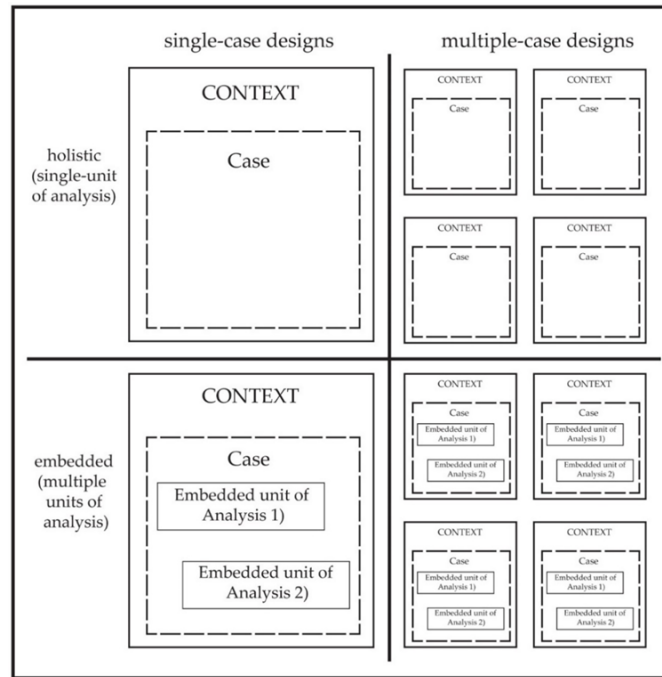 single-case designs
multiple-case designs
holistic
(single-unit
of analysis)
CONTEXT
Case
CONTEXT
Case
CONTEXT
Case
CONTEXT
Case
CONTEXT
Case
embedded
(multiple
units of
analysis)
CONTEXT
Case
Embedded unit of
Analysis 1)
Embedded unit of
Analysis 2)
CONTEXT
Case
Embedded unit of
Analysis 1)
Embedded unit of
Analysis 2)
CONTEXT
Case
Embedded unit of
Analysis 1)
Embedded unit of
Analysis 2)
CONTEXT
Case
Embedded unit of
Analysis 1)
Embedded unit of
Analysis 2)
CONTEXT
Case
Embedded unit of
Analysis 1)
Embedded unit of
Analysis 2)